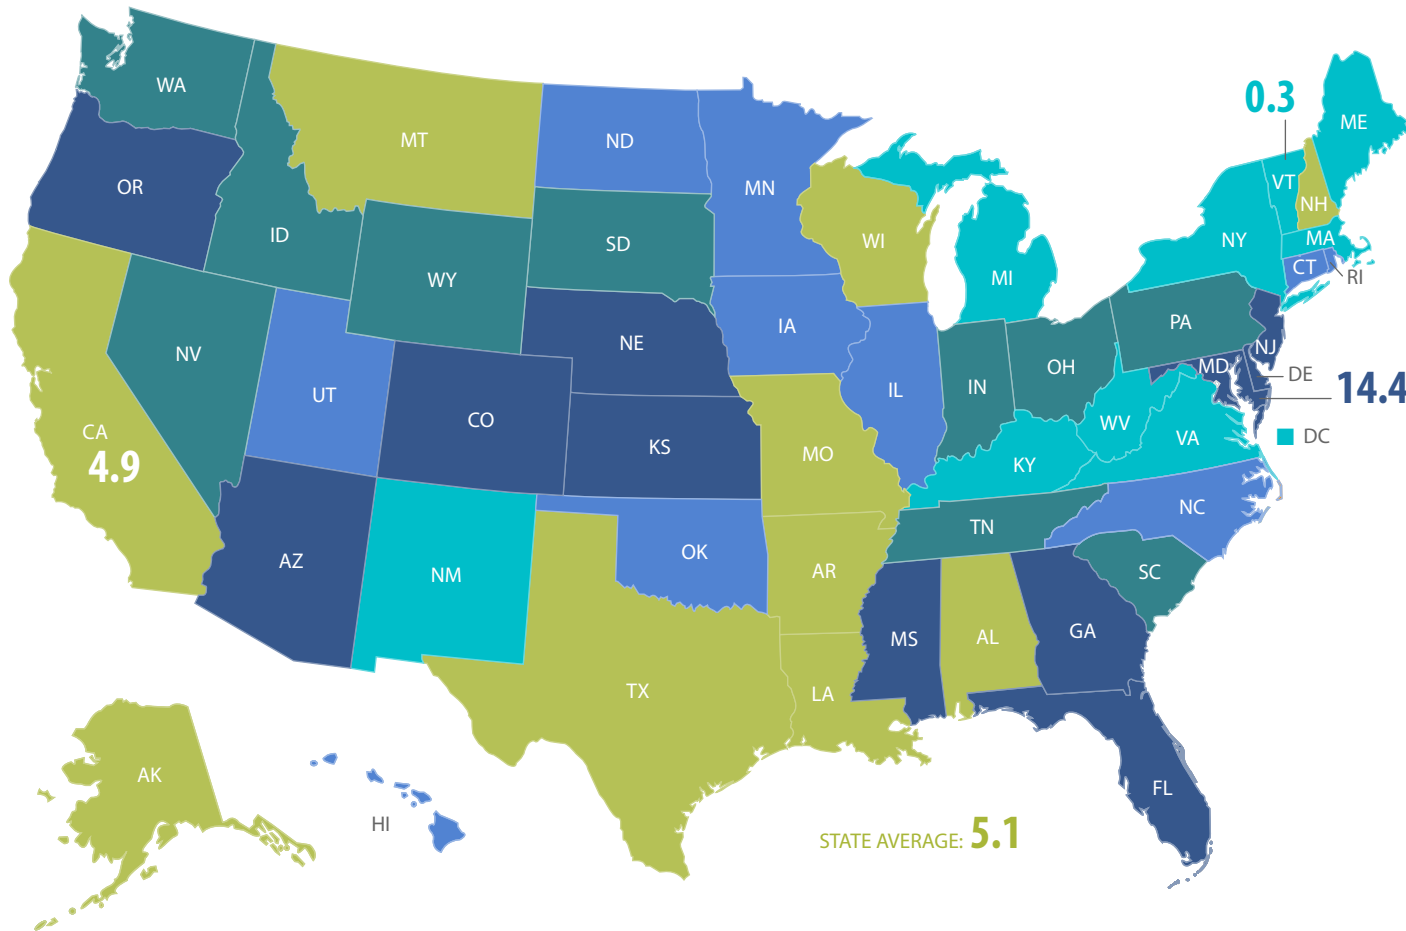 0.3
WA
MT
ND
MN
ME
OR
ID
WY
SD
WI
MI
NY
VT
NH
MA
CT
RI
NV
UT
CO
NE
IA
IL
IN
OH
PA
NJ
MD
DE
14.4
DC
CA
4.9
KS
MO
KY
WV
VA
AZ
NM
OK
AR
TN
NC
SC
TX
LA
MS
AL
GA
FL
AK
HI
STATE AVERAGE: 5.1